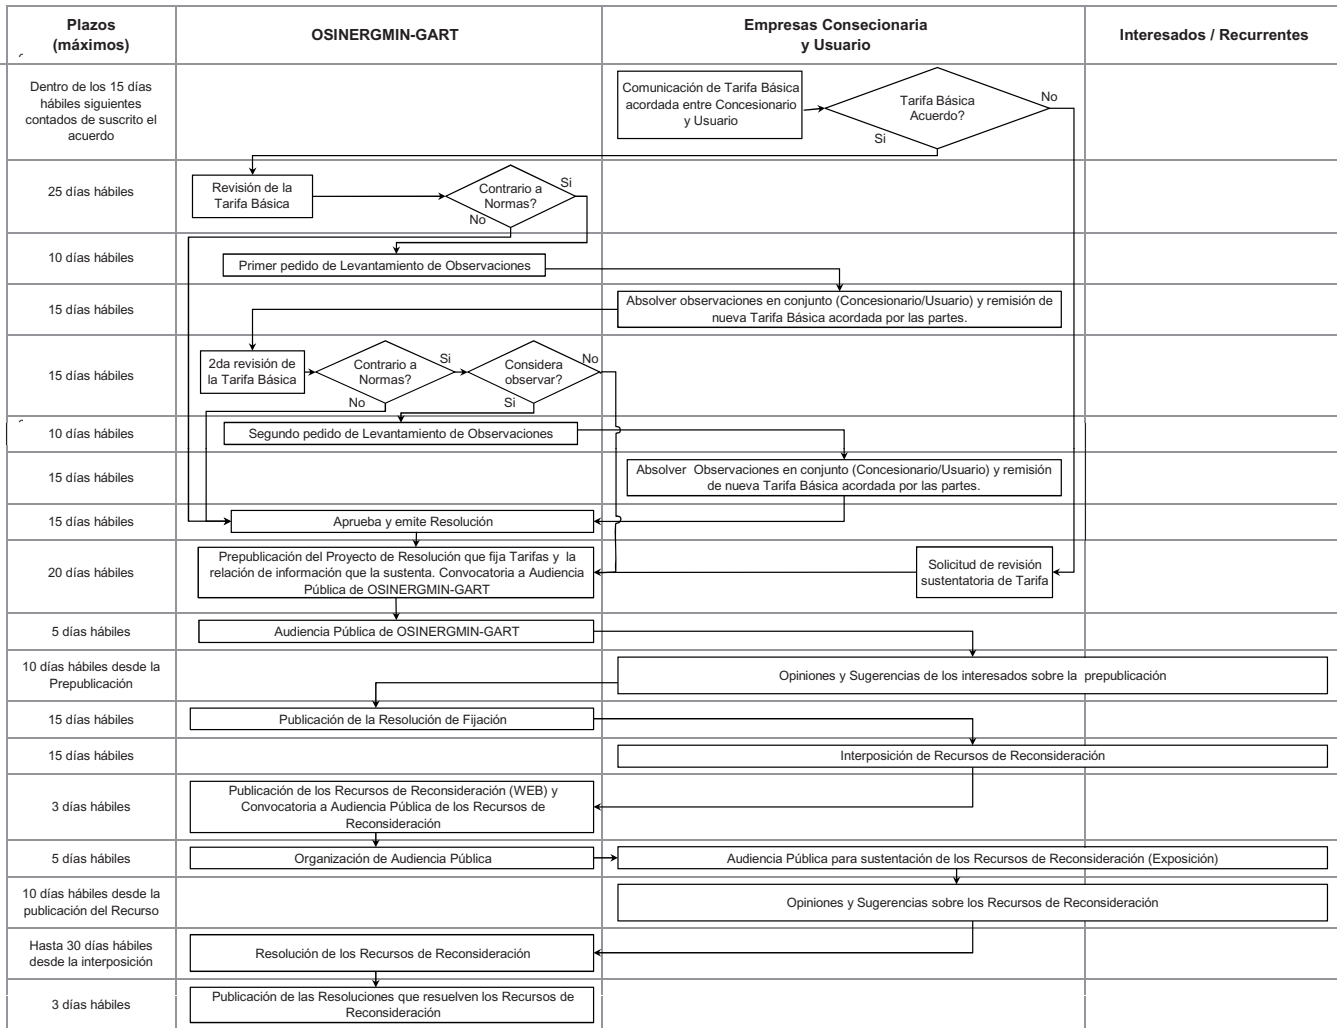 Plazos
(máximos)
OSINERGMIN-GART
Empresas Consecionaria
y Usuario
Interesados / Recurrentes
Dentro de los 15 días
hábiles siguientes
contados de suscrito el
acuerdo
Comunicación de Tarifa Básica
acordada entre Concesionario
y Usuario
Tarifa Básica
Acuerdo?
No
Si
25 días hábiles
Revisión de la
Tarifa Básica
Contrario a
Normas?
Si
No
10 días hábiles
Primer pedido de Levantamiento de Observaciones
15 días hábiles
Absolver observaciones en conjunto (Concesionario/Usuario) y remisión de
nueva Tarifa Básica acordada por las partes.
15 días hábiles
2da revisión de
la Tarifa Básica
Contrario a
Normas?
Si
No
Considera
observar?
No
Si
10 días hábiles
Segundo pedido de Levantamiento de Observaciones
15 días hábiles
Absolver Observaciones en conjunto (Concesionario/Usuario) y remisión
de nueva Tarifa Básica acordada por las partes.
15 días hábiles
Aprueba y emite Resolución
20 días hábiles
Prepublicación del Proyecto de Resolución que fija Tarifas y la
relación de información que la sustenta. Convocatoria a Audiencia
Pública de OSINERGMIN-GART
Solicitud de revisión
sustentatoria de Tarifa
5 días hábiles
Audiencia Pública de OSINERGMIN-GART
10 días hábiles desde la
Prepublicación
Opiniones y Sugerencias de los interesados sobre la prepublicación
15 días hábiles
Publicación de la Resolución de Fijación
15 días hábiles
Interposición de Recursos de Reconsideración
3 días hábiles
Publicación de los Recursos de Reconsideración (WEB) y
Convocatoria a Audiencia Pública de los Recursos de
Reconsideración
5 días hábiles
Organización de Audiencia Pública
Audiencia Pública para sustentación de los Recursos de Reconsideración (Exposición)
10 días hábiles desde la
publicación del Recurso
Opiniones y Sugerencias sobre los Recursos de Reconsideración
Hasta 30 días hábiles
desde la interposición
Resolución de los Recursos de Reconsideración
3 días hábiles
Publicación de las Resoluciones que resuelven los Recursos de
Reconsideración